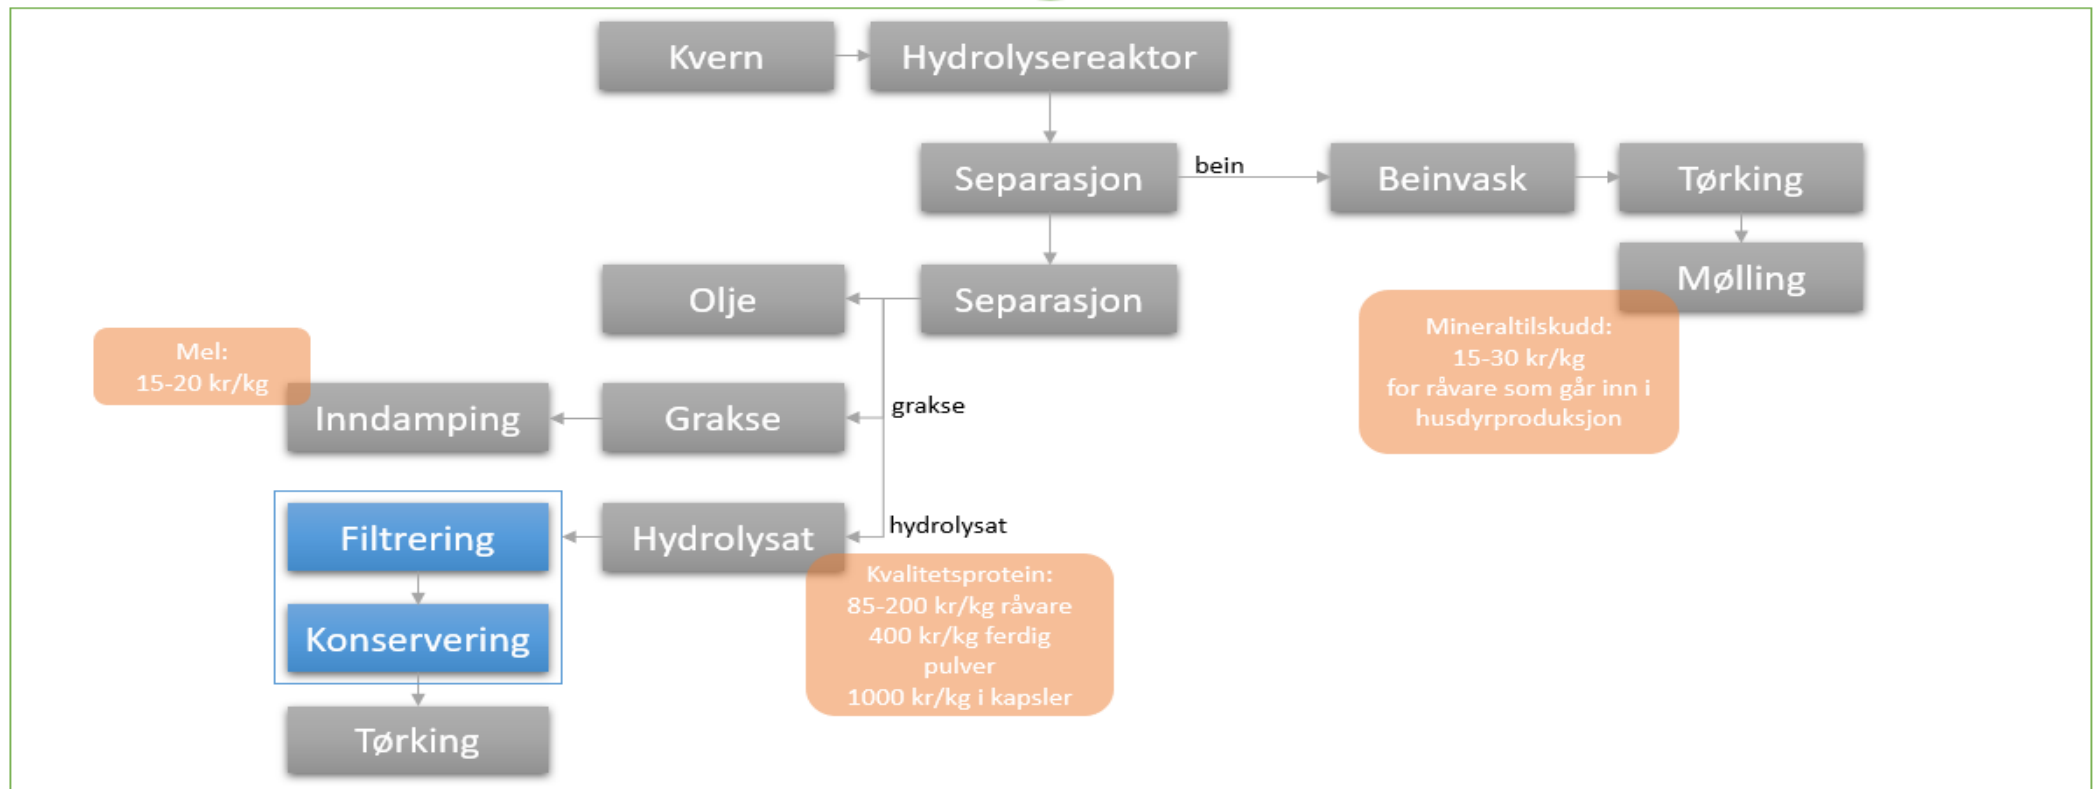 Kvern
Hydrolysereaktor
Separasjon
bein
Beinvask
Tørking
Mølling
Mineraltilskudd:
15-30 kr/kg
for råvare som går inn i
husdyrproduksjon
Separasjon
Olje
grakse
Grakse
Inndamping
Mel:
15-20 kr/kg
hydrolysat
Hydrolysat
Kvalitetsprotein:
85-200 kr/kg råvare
400 kr/kg ferdig
pulver
1000 kr/kg i kapsler
Filtrering
Konservering
Tørking